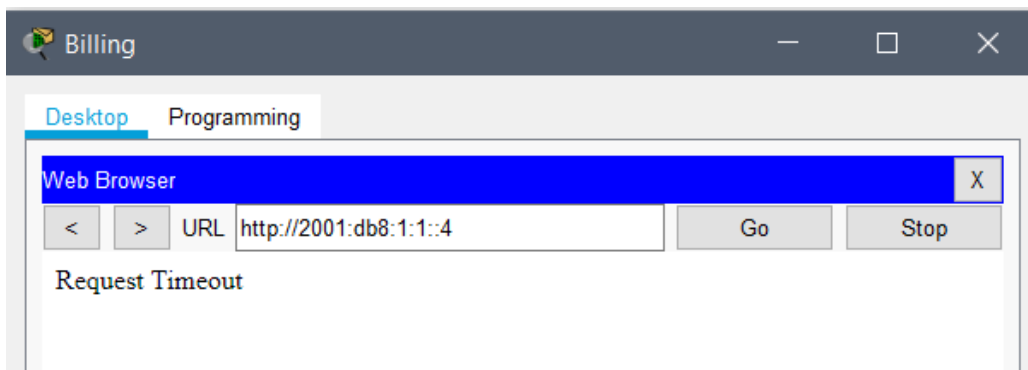 Billing
Desktop Programming
Web Browser X
< > URL http://2001:db8:1:1::4 Go Stop
Request Timeout